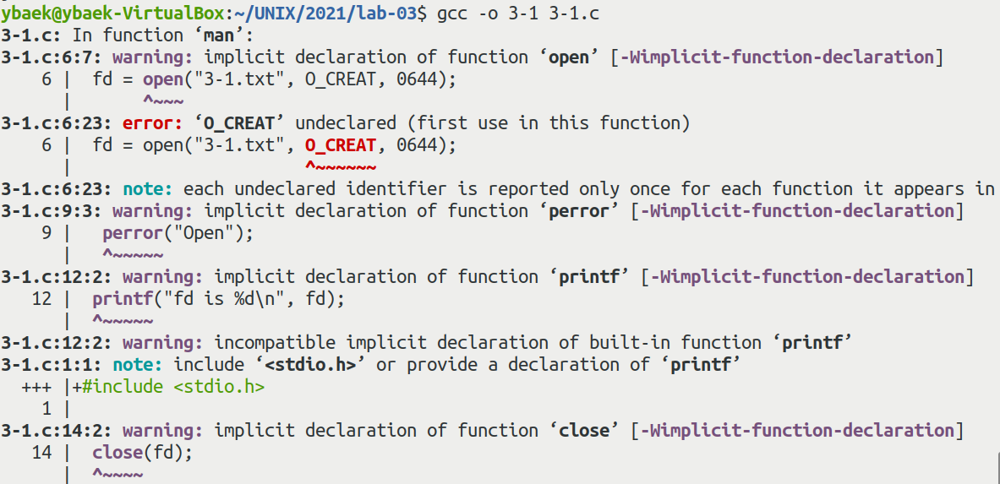 ybaek@ybaek-VirtualBox:~/UNIX/2021/lab-03$ gcc -o 3-1 3-1.c
3-1.c: In function ‘man’:
3-1.c:6:7: warning: implicit declaration of function ‘open’ [-Wimplicit-function-declaration]
    6 |  fd = open("3-1.txt", O_CREAT, 0644);
      |       ^~~~
3-1.c:6:23: error: ‘O_CREAT’ undeclared (first use in this function)
    6 |  fd = open("3-1.txt", O_CREAT, 0644);
      |                       ^~~~~~~
3-1.c:6:23: note: each undeclared identifier is reported only once for each function it appears in
3-1.c:9:3: warning: implicit declaration of function ‘perror’ [-Wimplicit-function-declaration]
    9 |   perror("Open");
      |   ^~~~~~
3-1.c:12:2: warning: implicit declaration of function ‘printf’ [-Wimplicit-function-declaration]
   12 |  printf("fd is %d\n", fd);
      |  ^~~~~~
3-1.c:12:2: warning: incompatible implicit declaration of built-in function ‘printf’
3-1.c:1:1: note: include ‘<stdio.h>’ or provide a declaration of ‘printf’
  +++ |+#include <stdio.h>
    1 |
3-1.c:14:2: warning: implicit declaration of function ‘close’ [-Wimplicit-function-declaration]
   14 |  close(fd);
      |  ^~~~~